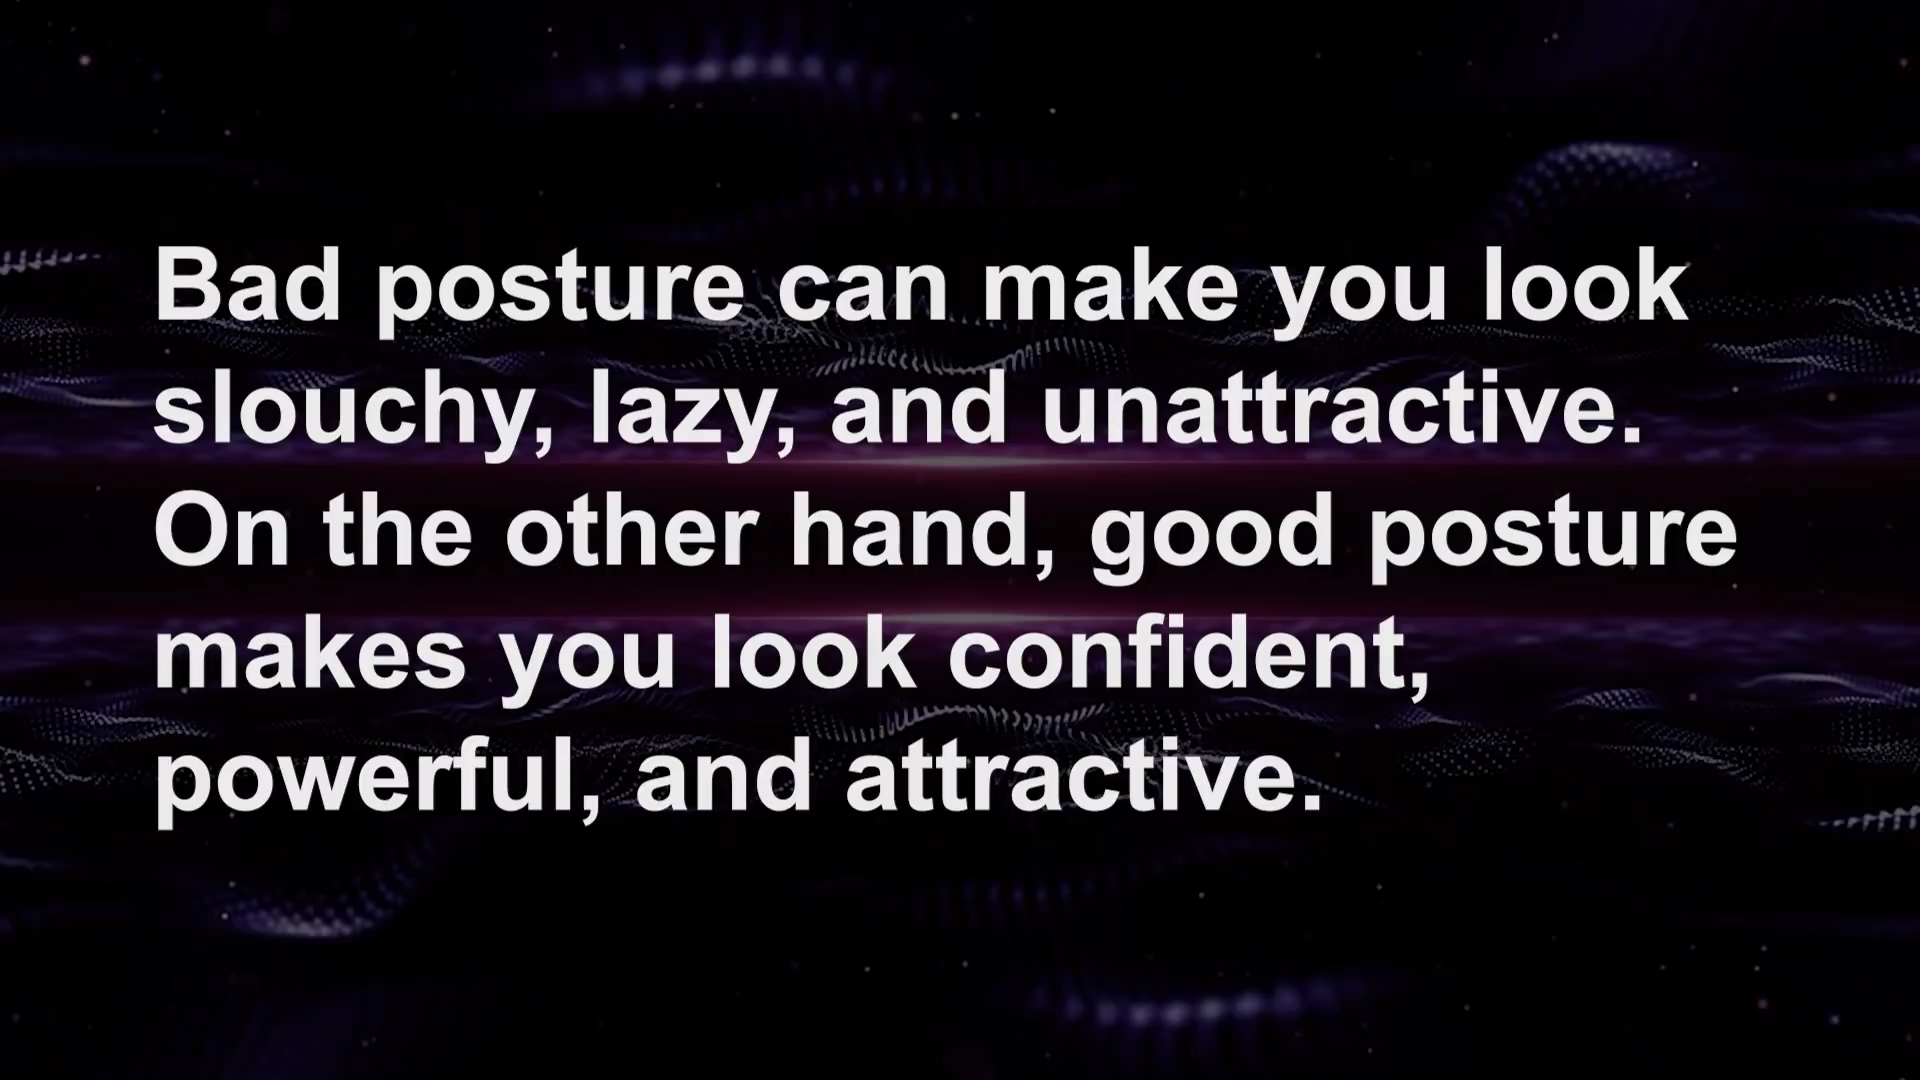 Bad posture can make you look
slouchy, lazy, and unattractive.
On the other hand, good posture
makes you look confident,
powerful, and attractive.